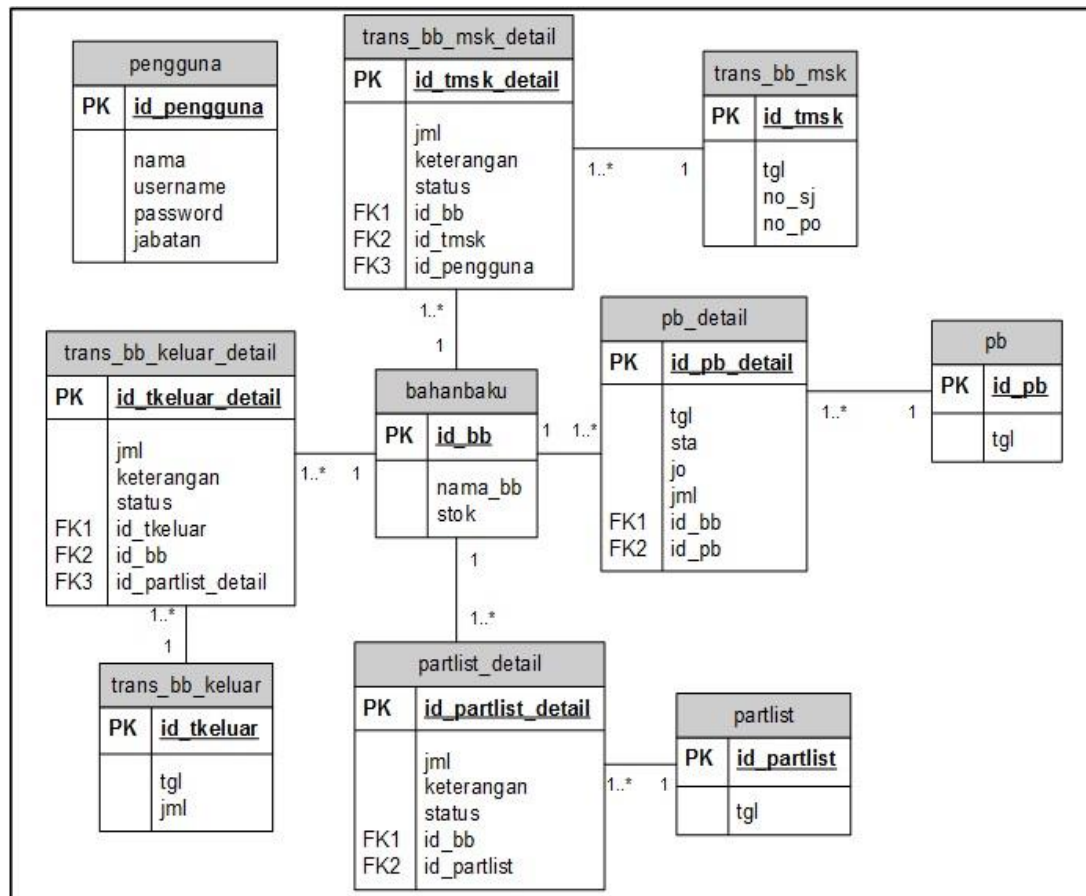 pengguna
PK id_pengguna
nama
username
password
jabatan
trans_bb_msk_detail
PK id_tmsk_detail
jml
keterangan
status
FK1 id_bb
FK2 id_tmsk
FK3 id_pengguna
1..* 1
trans_bb_msk
PK id_tmsk
tgl
no_sj
no_po
1..*
1
trans_bb_keluar_detail
PK id_tkeluar_detail
jml
keterangan
status
FK1 id_tkeluar
FK2 id_bb
FK3 id_partlist_detail
1..* 1
bahanbaku
PK id_bb
nama_bb
stok
1 1..*
pb_detail
PK id_pb_detail
tgl
sta
jo
jml
FK1 id_bb
FK2 id_pb
1..* 1
pb
PK id_pb
tgl
1..*
1
trans_bb_keluar
PK id_tkeluar
tgl
jml
1
1..*
partlist_detail
PK id_partlist_detail
jml
keterangan
status
FK1 id_bb
FK2 id_partlist
1..* 1
partlist
PK id_partlist
tgl